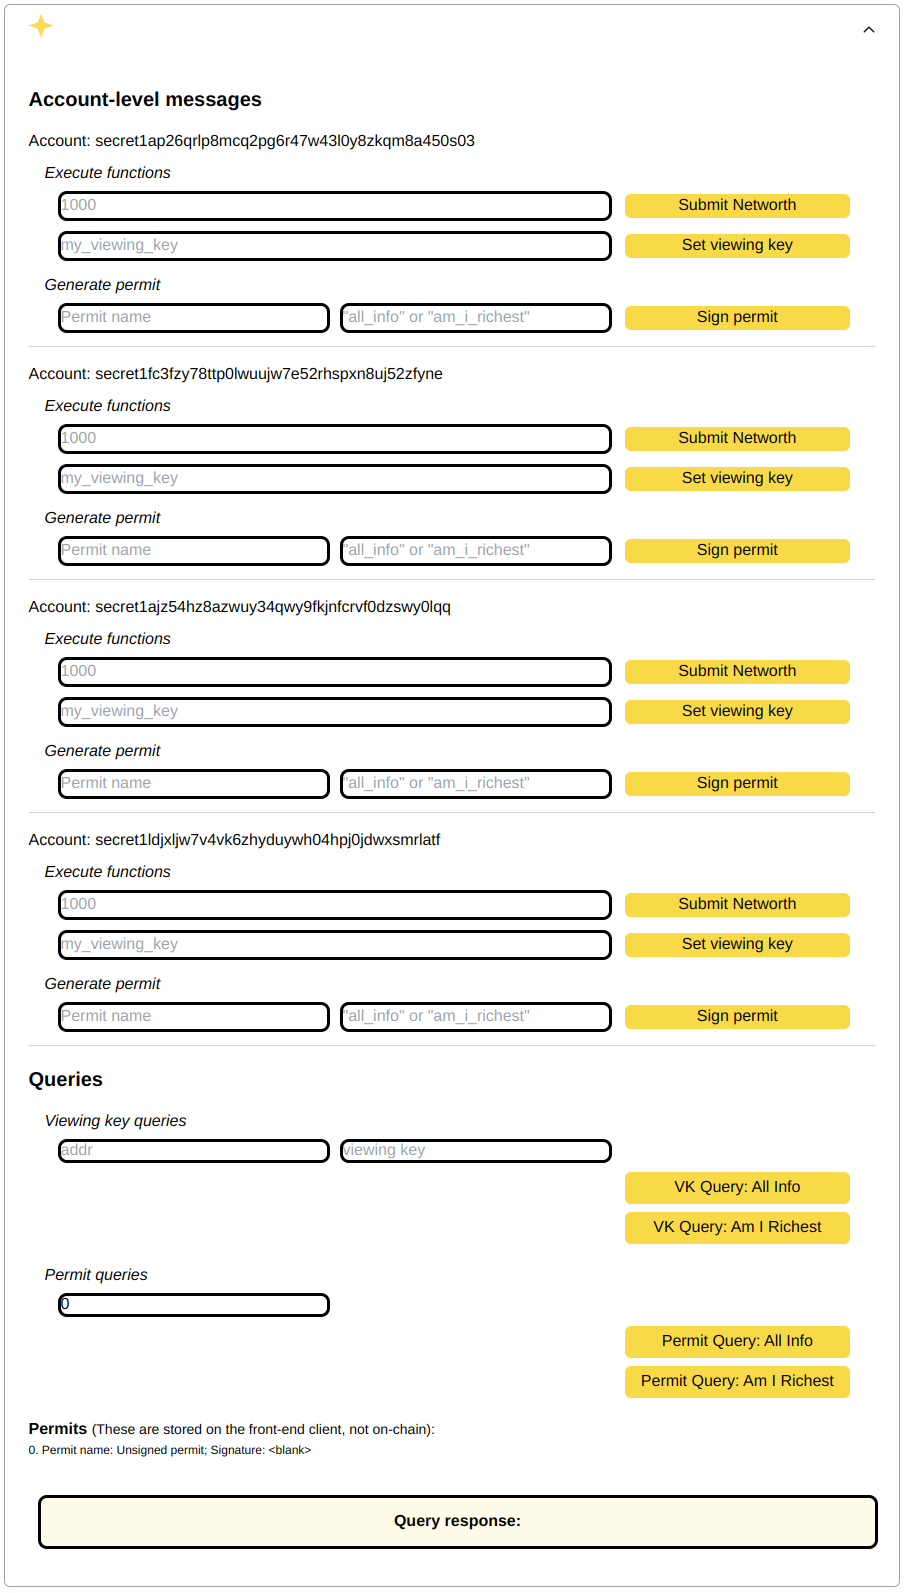 Account-level messages
Account: secret1ap26qrlp8mcq2pg6r47w43l0y8zkqm8a450s03
Execute functions
1000 Submit Networth
my_viewing_key Set viewing key
Generate permit
Permit name "all_info" or "am_i_richest" Sign permit
Account: secret1fc3fzy78ttp0lwuujw7e52rhspxn8uj52zfyne
Execute functions
1000 Submit Networth
my_viewing_key Set viewing key
Generate permit
Permit name "all_info" or "am_i_richest" Sign permit
Account: secret1ajz54hz8azwuy34qwy9fkjnfcrvf0dzswy0lqq
Execute functions
1000 Submit Networth
my_viewing_key Set viewing key
Generate permit
Permit name "all_info" or "am_i_richest" Sign permit
Account: secret1ldjxljw7v4vk6zhyduywh04hpj0jdwxsmrlatf
Execute functions
1000 Submit Networth
my_viewing_key Set viewing key
Generate permit
Permit name "all_info" or "am_i_richest" Sign permit
Queries
Viewing key queries
addr viewing key
VK Query: All Info
VK Query: Am I Richest
Permit queries
0
Permit Query: All Info
Permit Query: Am I Richest
Permits (These are stored on the front-end client, not on-chain):
0. Permit name: Unsigned permit; Signature: <blank>
Query response: